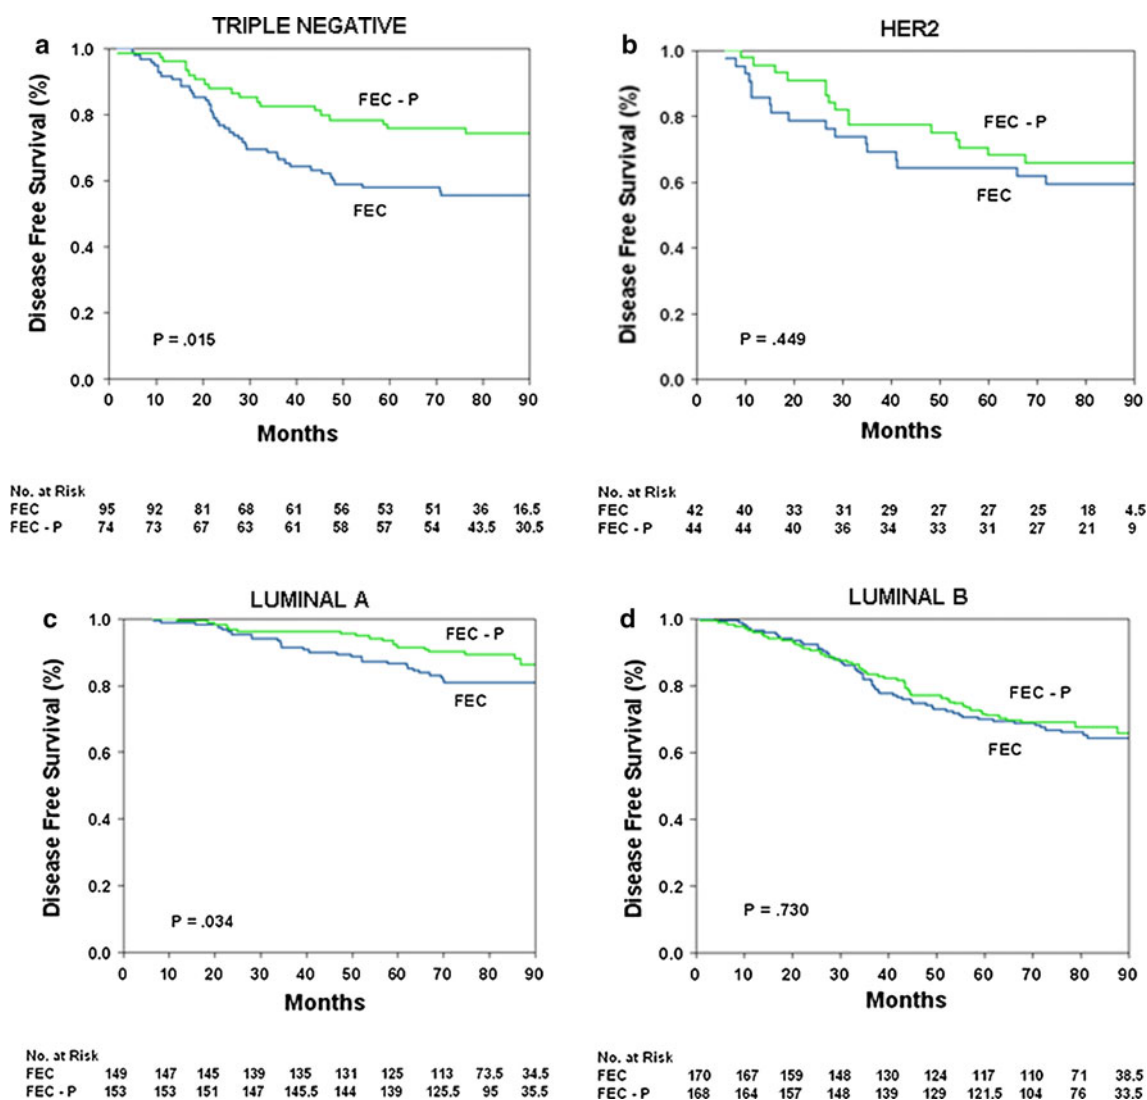 a
TRIPLE NEGATIVE
Disease Free Survival (%)
1.0
0.8
0.6
0.4
0.2
0.0
FEC - P
FEC
P = .015
0 10 20 30 40 50 60 70 80 90
Months
No. at Risk
FEC 95 92 81 68 61 56 53 51 36 16.5
FEC - P 74 73 67 63 61 58 57 54 43.5 30.5
b
HER2
Disease Free Survival (%)
1.0
0.8
0.6
0.4
0.2
0.0
FEC - P
FEC
P = .449
0 10 20 30 40 50 60 70 80 90
Months
No. at Risk
FEC 42 40 33 31 29 27 27 25 18 4.5
FEC - P 44 44 40 36 34 33 31 27 21 9
c
LUMINAL A
Disease Free Survival (%)
1.0
0.8
0.6
0.4
0.2
0.0
FEC - P
FEC
P = .034
0 10 20 30 40 50 60 70 80 90
Months
No. at Risk
FEC 149 147 145 139 135 131 125 113 73.5 34.5
FEC - P 153 153 151 147 145.5 144 139 125.5 95 35.5
d
LUMINAL B
Disease Free Survival (%)
1.0
0.8
0.6
0.4
0.2
0.0
FEC - P
FEC
P = .730
0 10 20 30 40 50 60 70 80 90
Months
No. at Risk
FEC 170 167 159 148 130 124 117 110 71 38.5
FEC - P 168 164 157 148 139 129 121.5 104 76 33.5